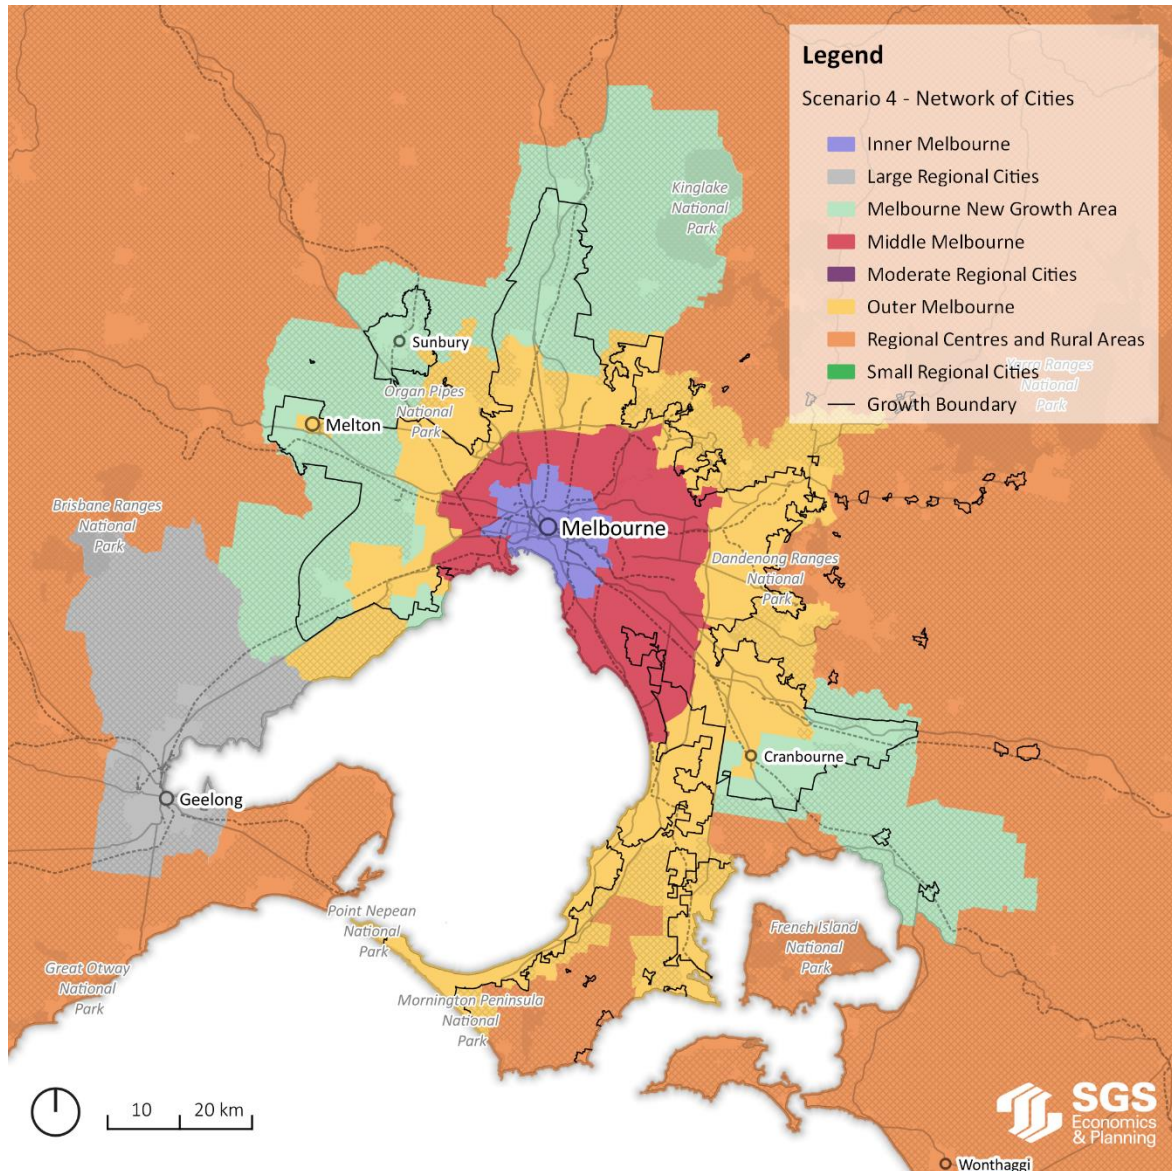 Legend
Scenario 4 - Network of Cities
Inner Melbourne
Large Regional Cities
Melbourne New Growth Area
Middle Melbourne
Moderate Regional Cities
Outer Melbourne
Regional Centres and Rural Areas
Small Regional Cities
Growth Boundary
Kinglake
National
Park
Yarra Ranges
National
Park
Sunbury
Organ Pipes
National
Park
Melton
Brisbane Ranges
National
Park
Melbourne
Dandenong Ranges
National
Park
Cranbourne
Geelong
Point Nepean
National
Park
French Island
National
Park
Great Otway
National
Park
Mornington Peninsula
National
Park
10 20 km
SGS
Economics
& Planning
Wonthaggi